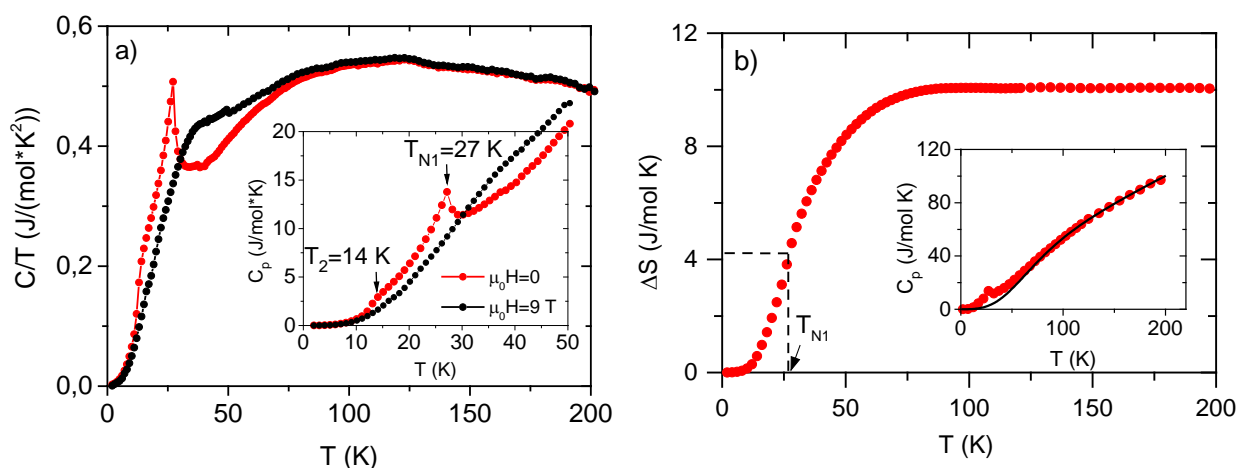 a)
C/T (J/(mol*K²))
0,6
0,4
0,2
0,0
0
50
100
150
200
T (K)
C_p (J/mol*K)
20
15
10
5
0
0
10
20
30
40
50
T (K)
T_N1=27 K
T_2=14 K
μ_0H=0
μ_0H=9 T
b)
ΔS (J/mol K)
12
8
4
0
0
50
100
150
200
T (K)
T_N1
C_p (J/mol K)
120
80
40
0
0
100
200
T (K)